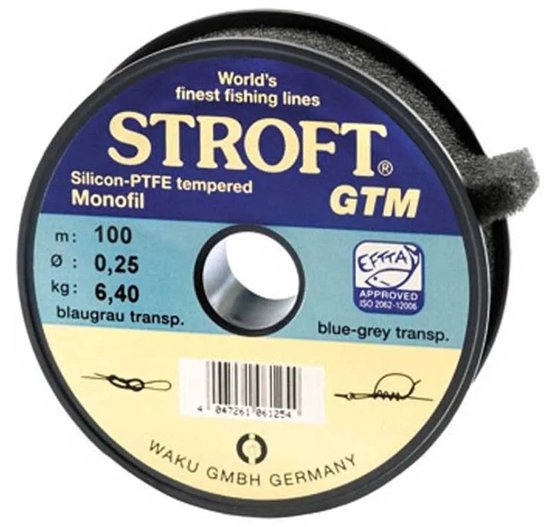 World's
finest fishing lines
STROFT®
GTM
Silicon-PTFE tempered
Monofil
m: 100
Ø: 0,25
kg: 6,40
blaugrau transp.
EFTTA
APPROVED
ISO 2062-12006
blue-grey transp.
4 047261 061254
WAKU GMBH GERMANY